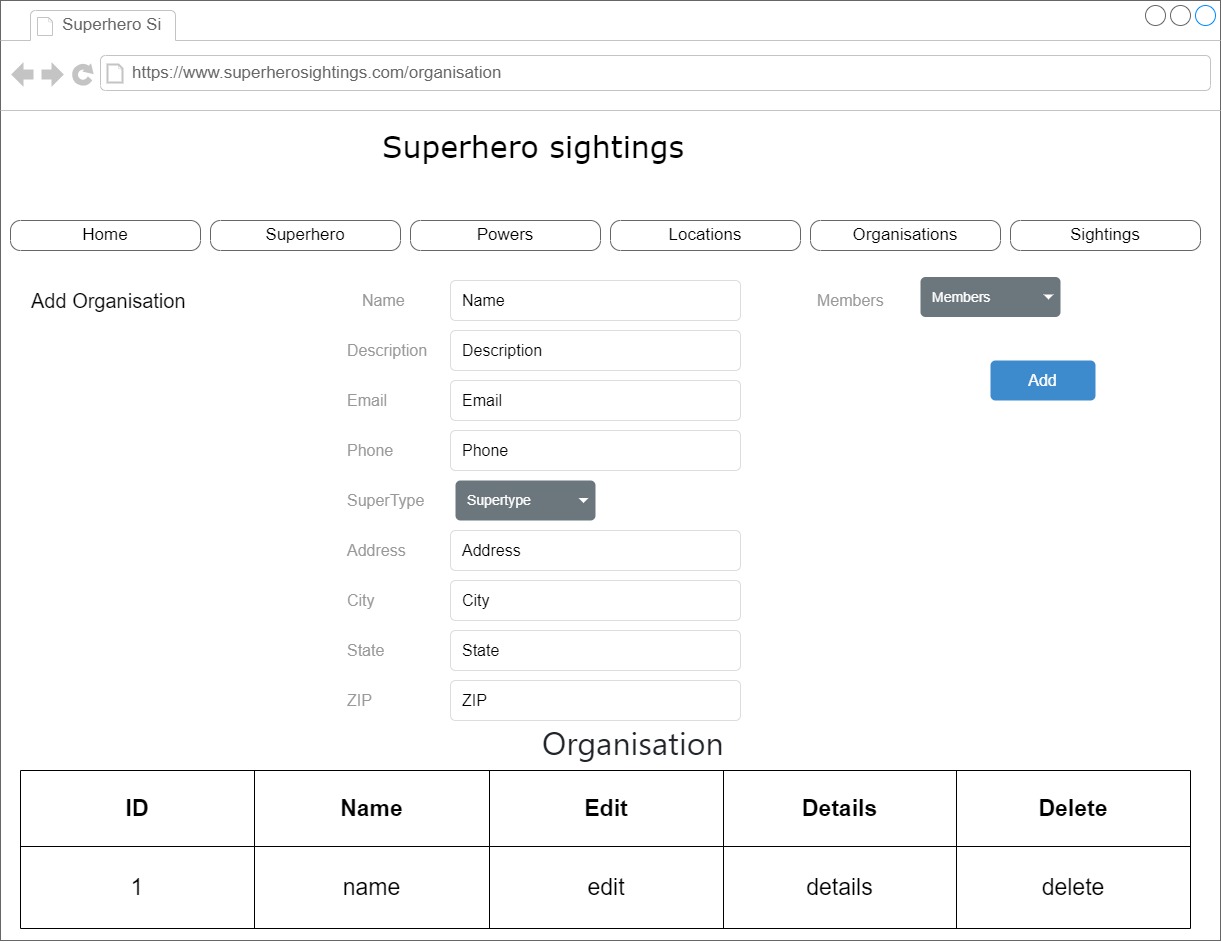 Superhero Si
https://www.superherosightings.com/organisation
Superhero sightings
Home Superhero Powers Locations Organisations Sightings
Add Organisation Name Name Members Members
Description Description
Add
Email Email
Phone Phone
SuperType Supertype
Address Address
City City
State State
ZIP ZIP
Organisation
ID Name Edit Details Delete
1 name edit details delete